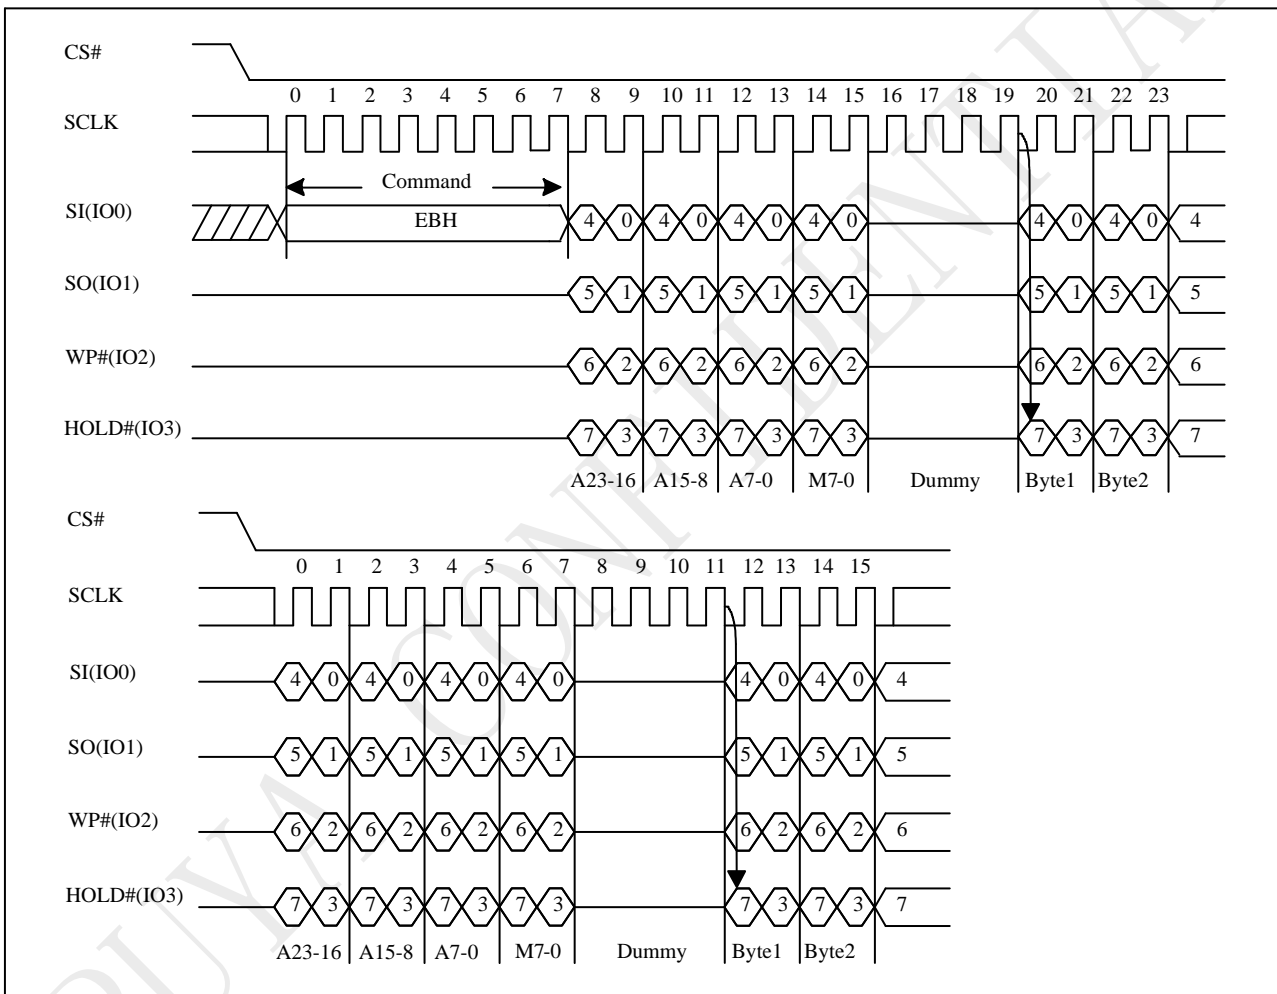 CS#
0 1 2 3 4 5 6 7 8 9 10 11 12 13 14 15 16 17 18 19 20 21 22 23
SCLK
Command
SI(IO0) EBH 4 0 4 0 4 0 4 0 4 0 4 0 4
SO(IO1) 5 1 5 1 5 1 5 1 5 1 5 1 5
WP#(IO2) 6 2 6 2 6 2 6 2 6 2 6 2 6
HOLD#(IO3) 7 3 7 3 7 3 7 3 7 3 7 3 7
A23-16 A15-8 A7-0 M7-0 Dummy Byte1 Byte2
CS#
0 1 2 3 4 5 6 7 8 9 10 11 12 13 14 15
SCLK
SI(IO0) 4 0 4 0 4 0 4 0 4 0 4 0 4
SO(IO1) 5 1 5 1 5 1 5 1 5 1 5 1 5
WP#(IO2) 6 2 6 2 6 2 6 2 6 2 6 2 6
HOLD#(IO3) 7 3 7 3 7 3 7 3 7 3 7 3 7
A23-16 A15-8 A7-0 M7-0 Dummy Byte1 Byte2
PUYA CONFIDENTIAL